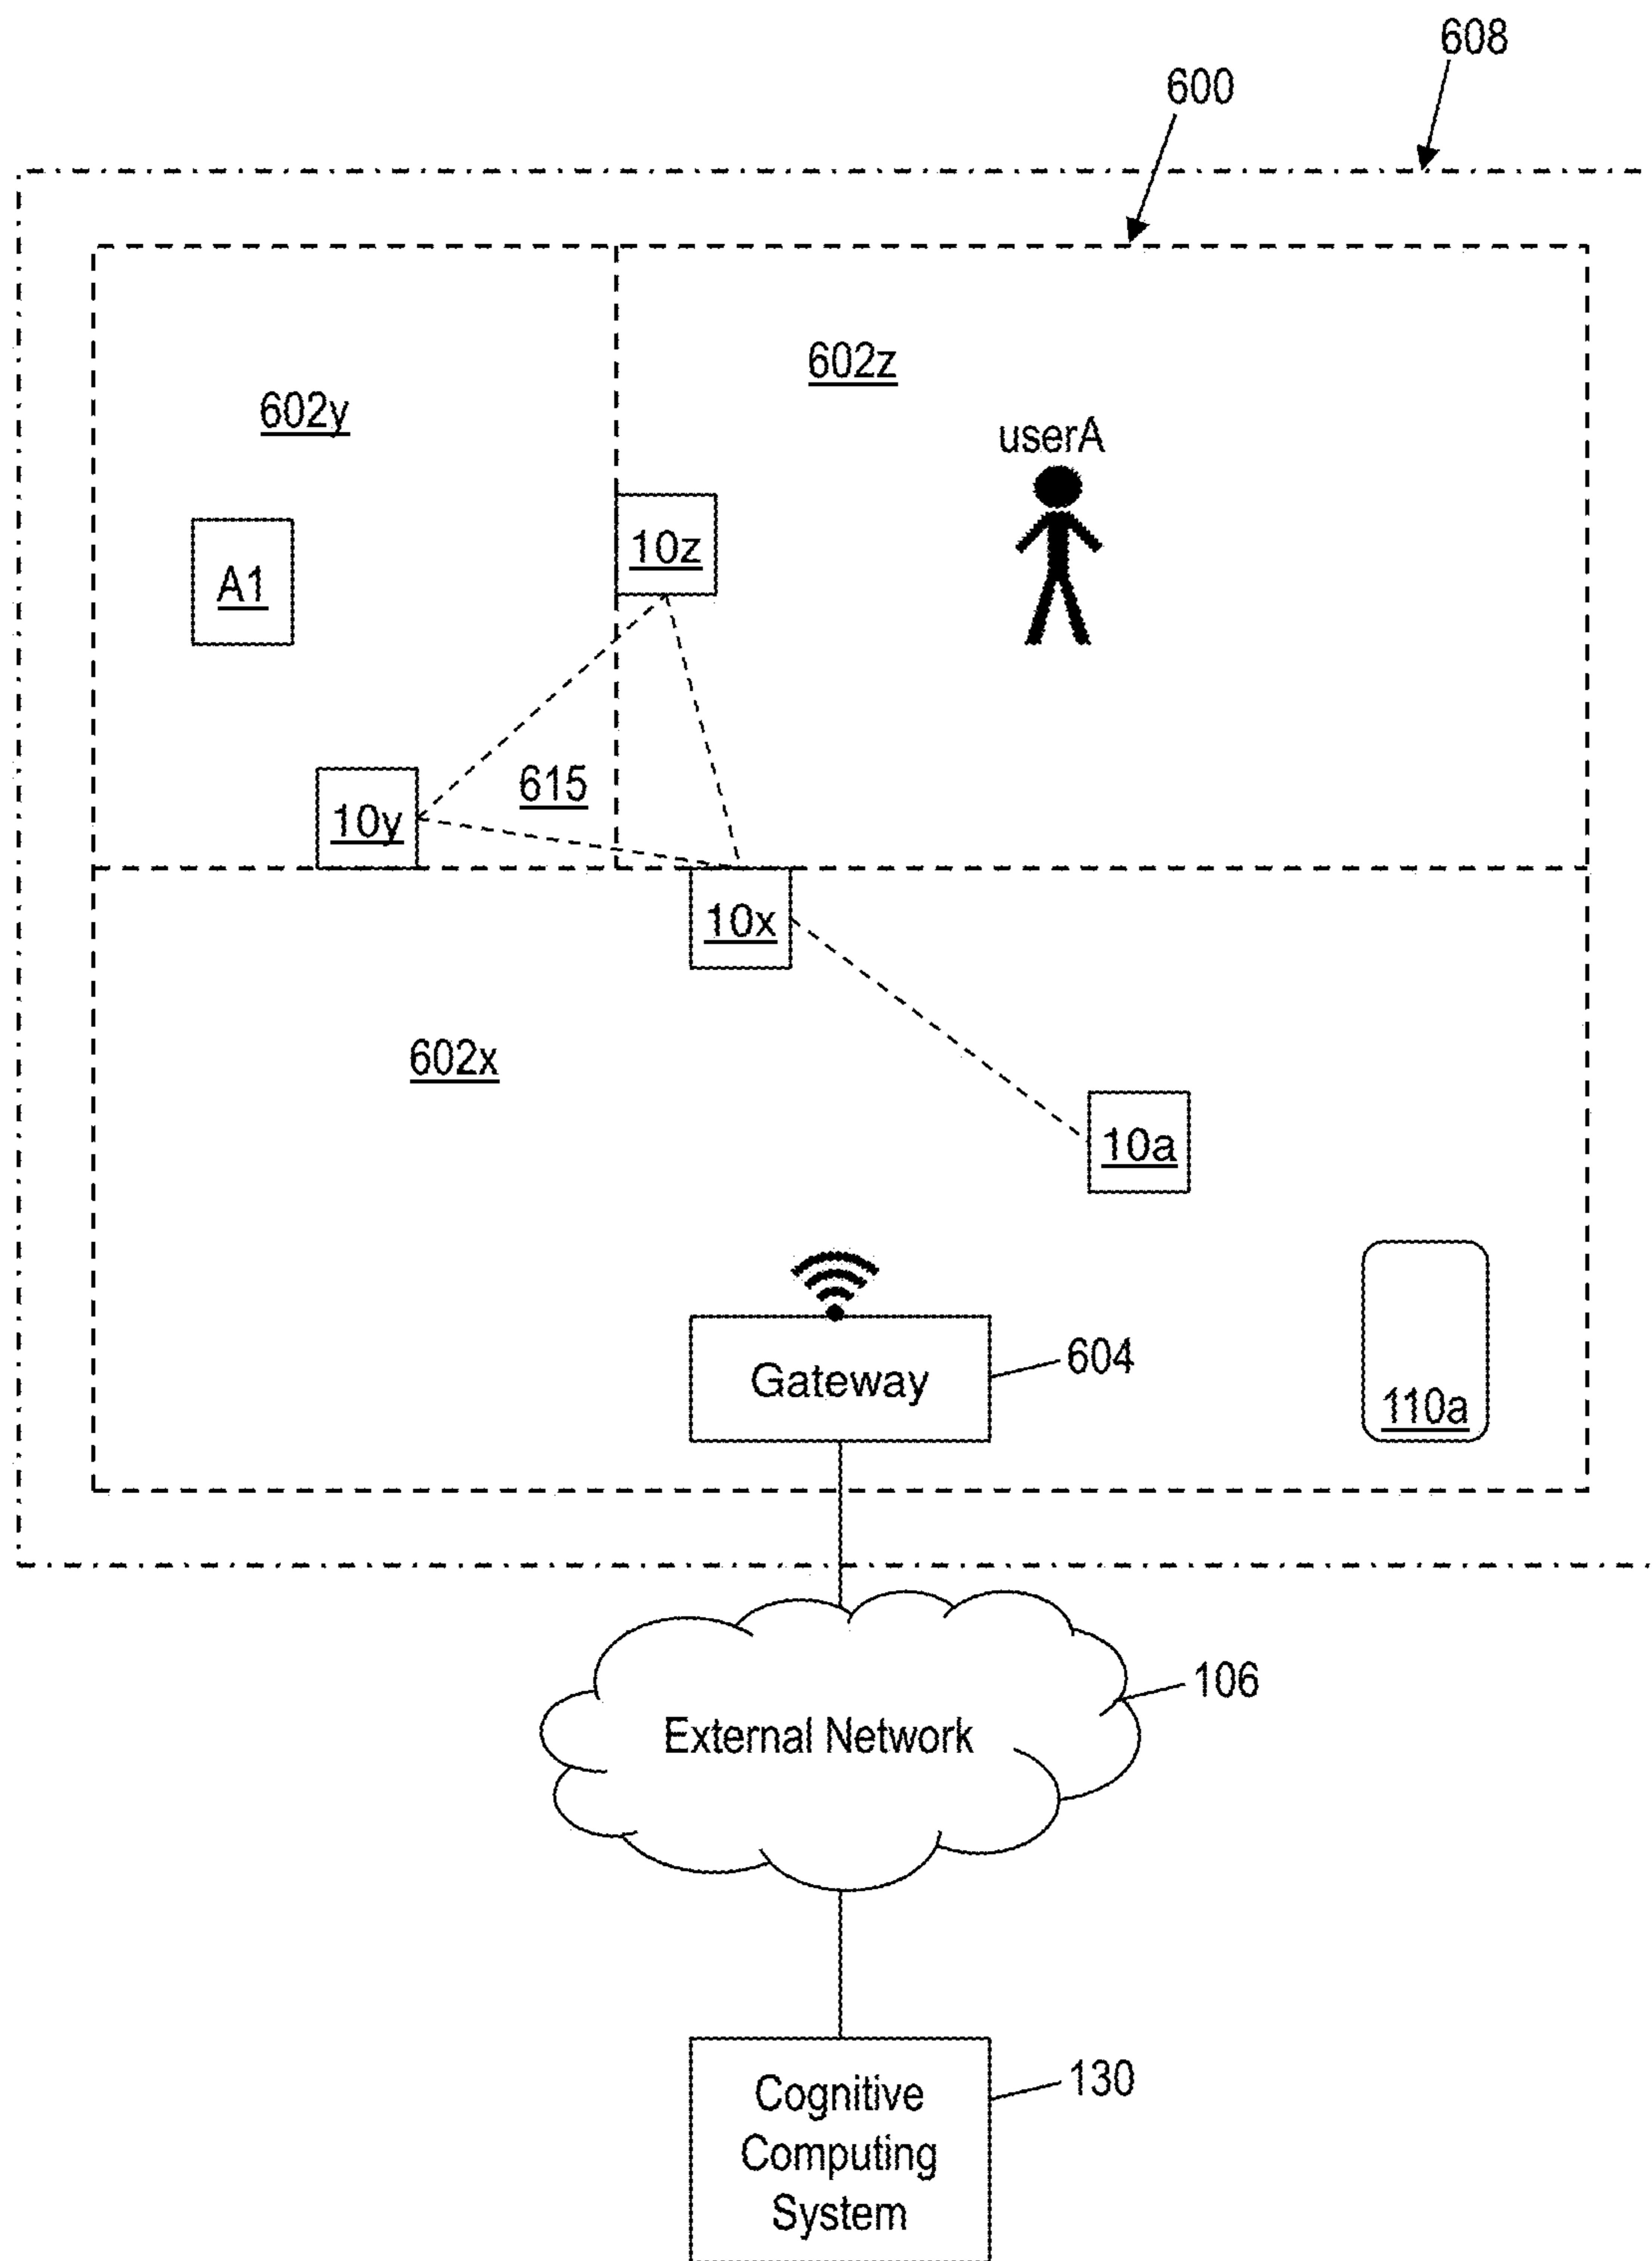 608
600
602z
602y
userA
10z
A1
615
10y
10x
602x
10a
Gateway
604
110a
106
External Network
130
Cognitive
Computing
System